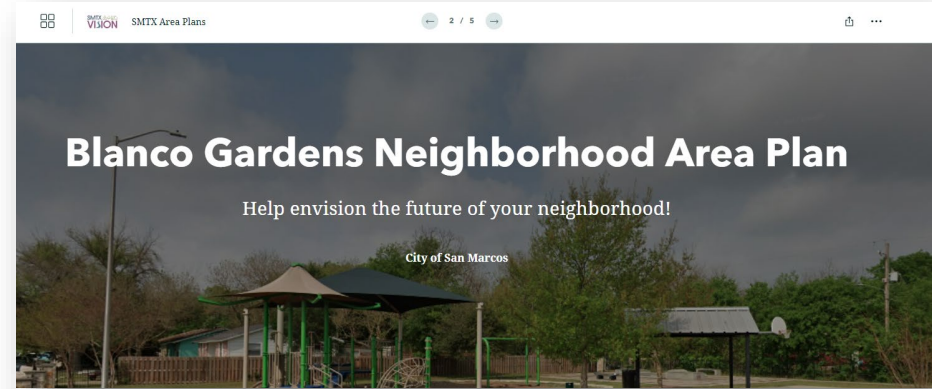 VISION SMTX Area Plans
← 2 / 5 →
Blanco Gardens Neighborhood Area Plan
Help envision the future of your neighborhood!
City of San Marcos